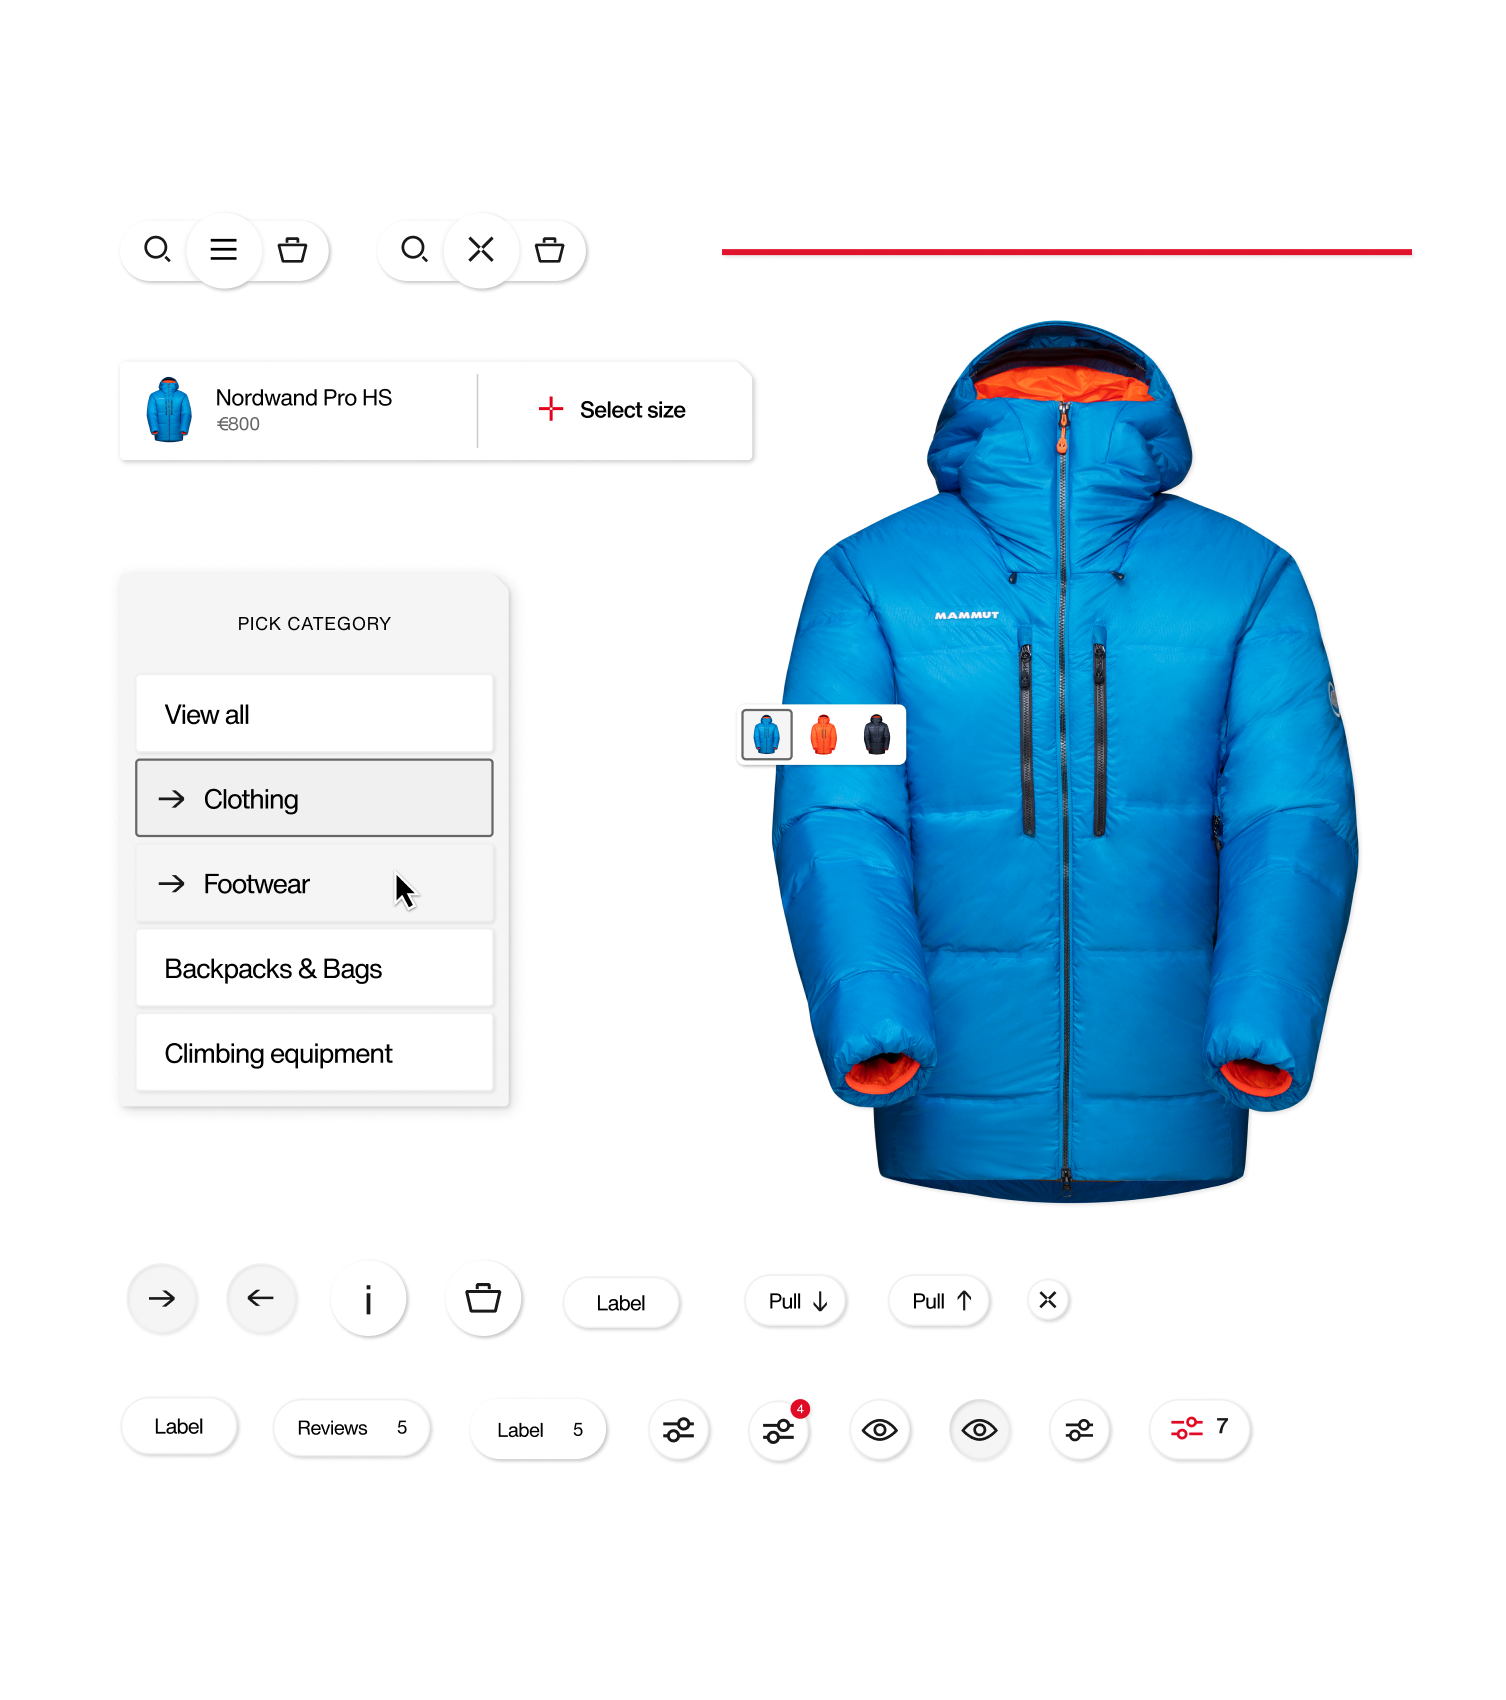 Nordwand Pro HS
€800
Select size
PICK CATEGORY
View all
Clothing
Footwear
Backpacks & Bags
Climbing equipment
MAMMUT
i
Label
Pull
Pull
Label
Reviews 5
Label 5
4
7